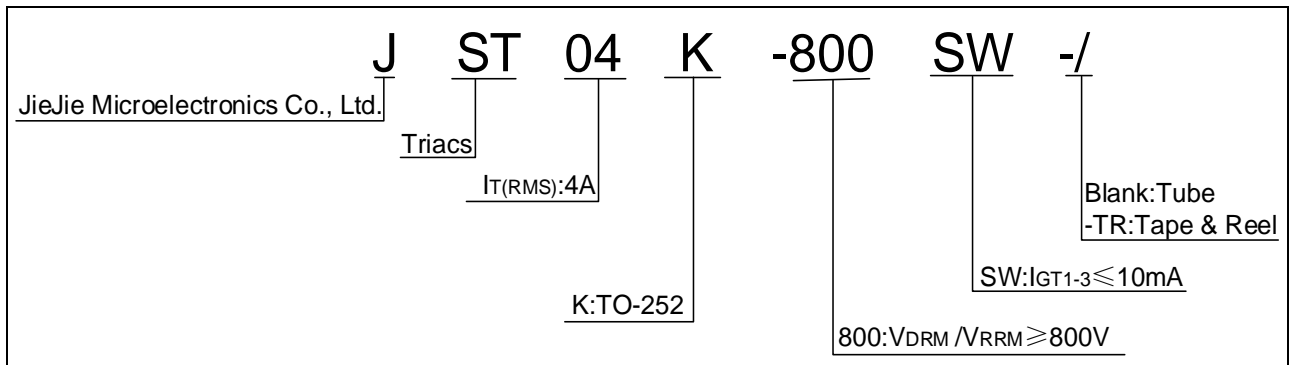 J ST 04 K -800 SW -/
JieJie Microelectronics Co., Ltd.
Triacs
IT(RMS):4A
Blank:Tube
-TR:Tape & Reel
SW:IGT1-3≤10mA
K:TO-252
800:VDRM /VRRM≥800V